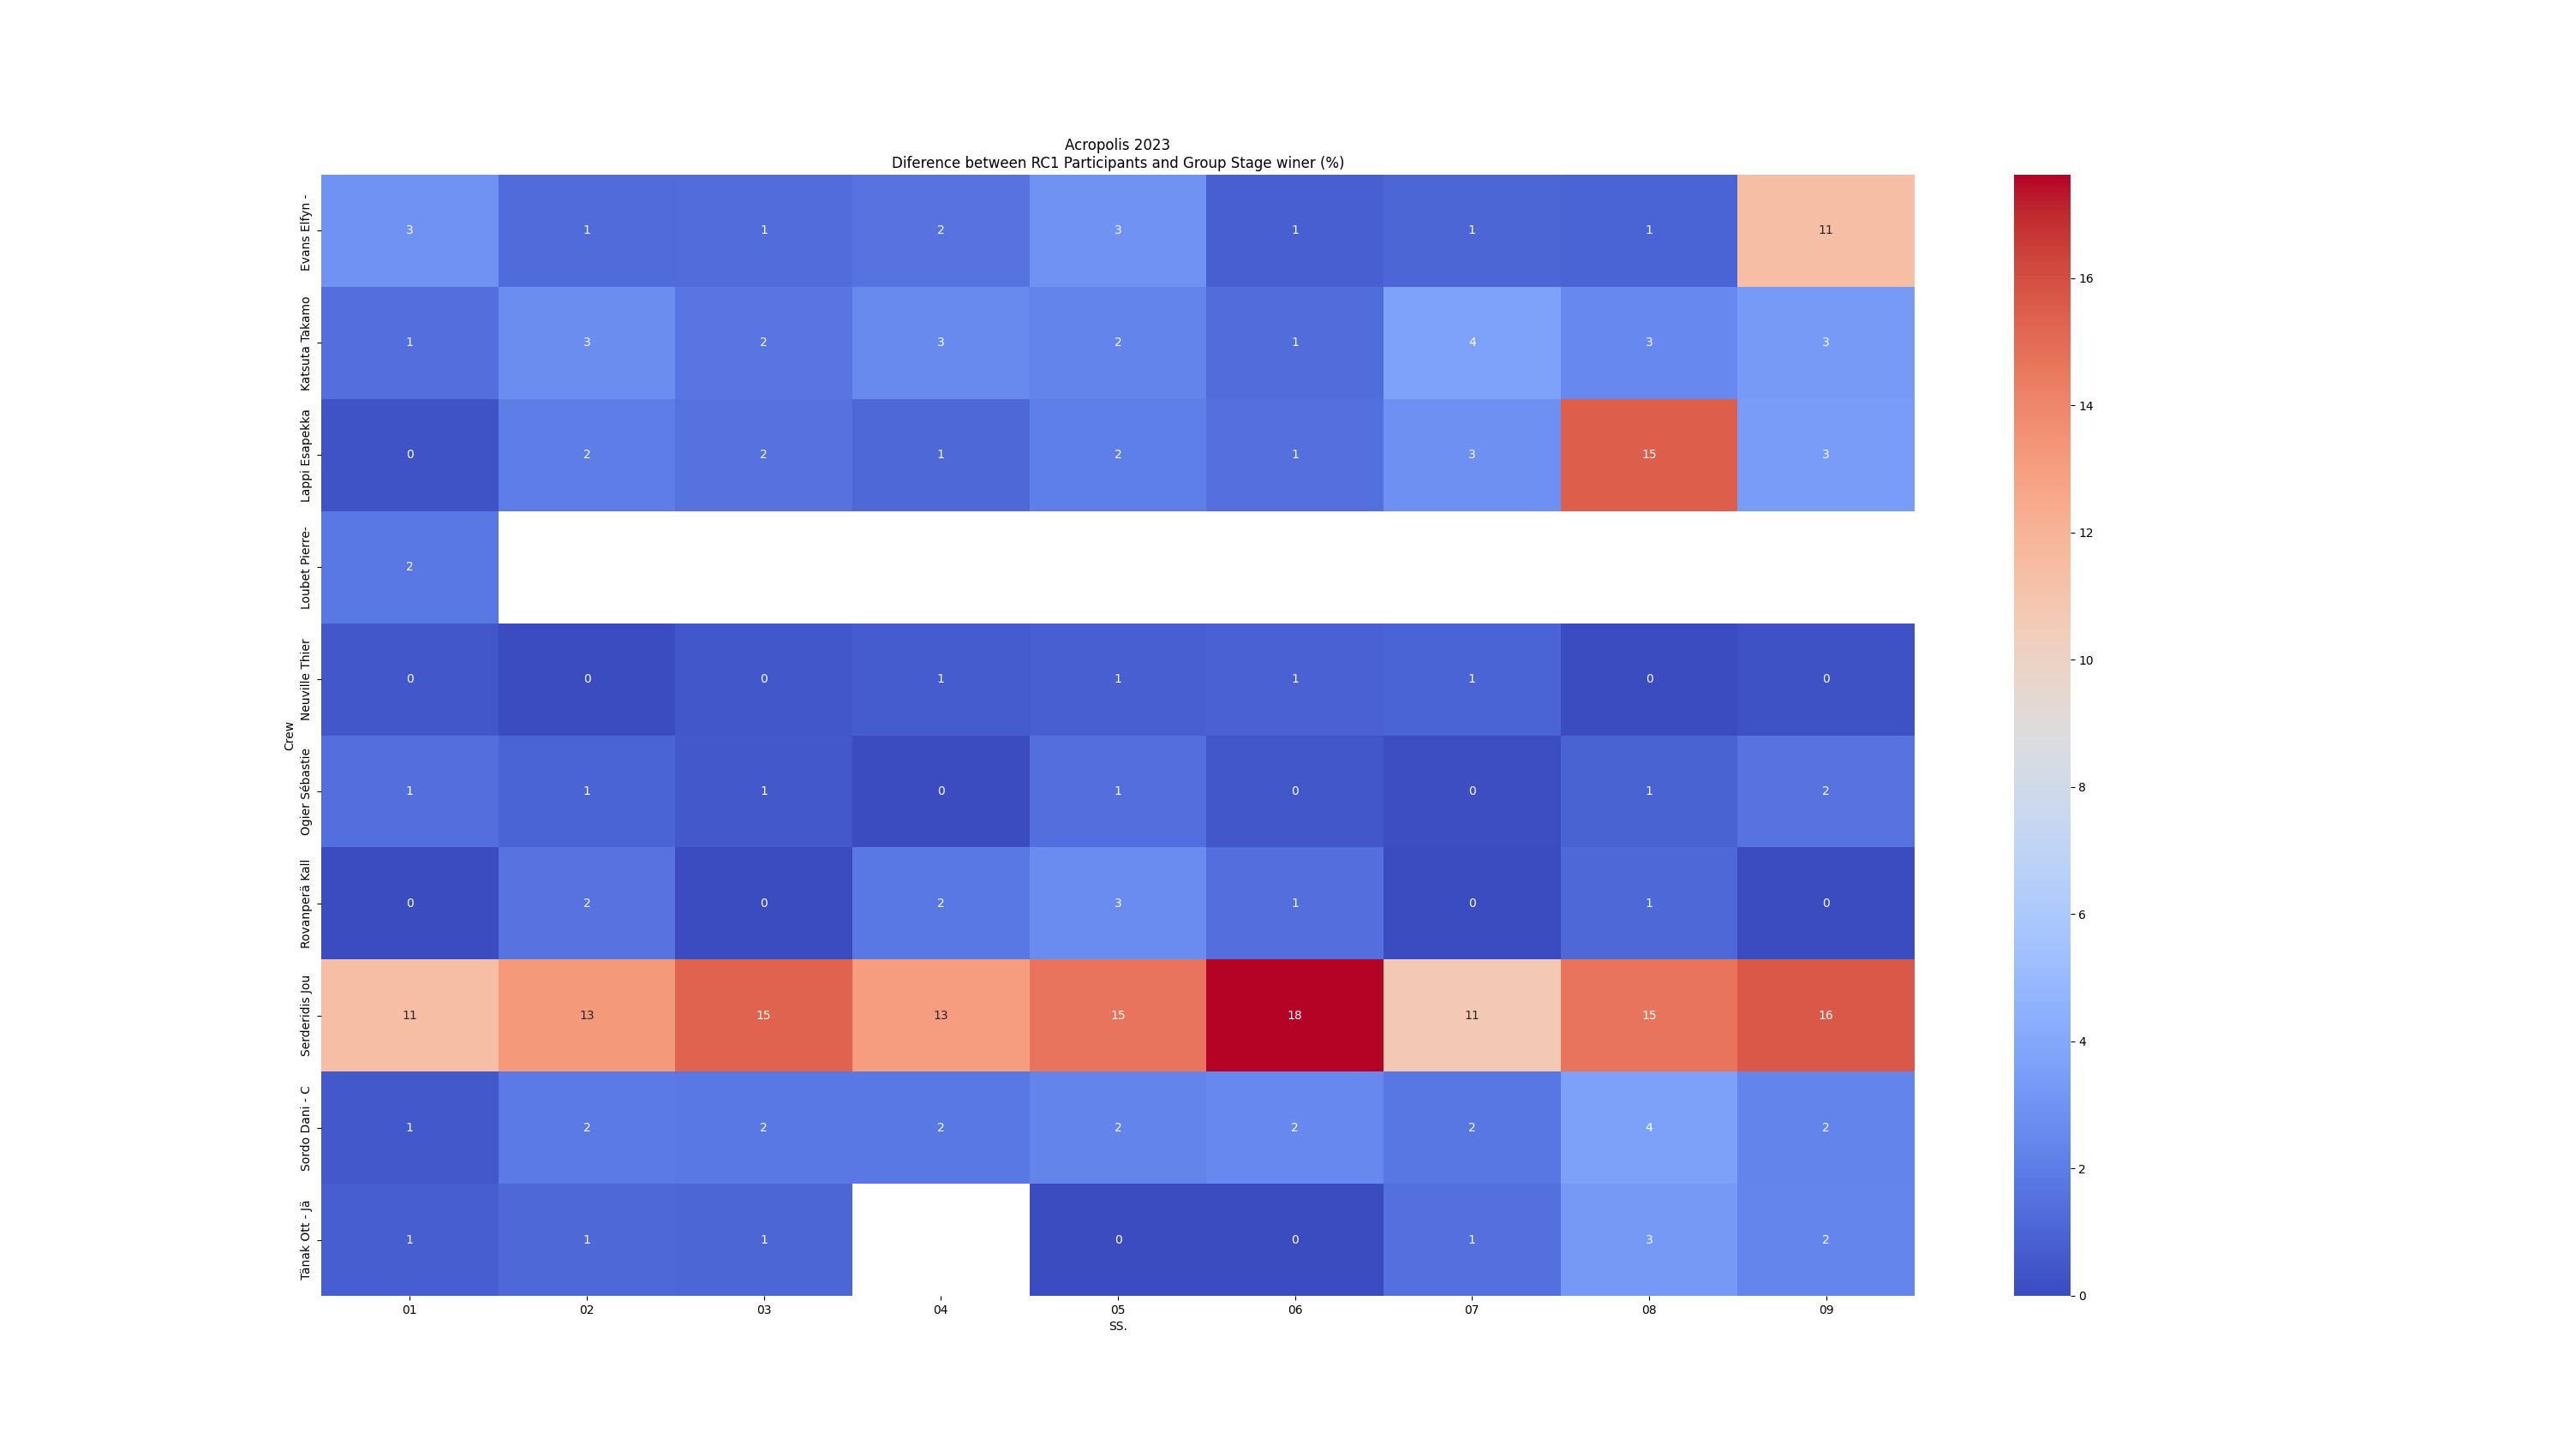 Acropolis 2023
Diference between RC1 Participants and Group Stage winer (%)
Crew
Evans Elfyn -
3 1 1 2 3 1 1 1 11
Katsuta Takamo
1 3 2 3 2 1 4 3 3
Lappi Esapekka
0 2 2 1 2 1 3 15 3
Loubet Pierre-
2
Neuville Thier
0 0 0 1 1 1 1 0 0
Ogier Sébastie
1 1 1 0 1 0 0 1 2
Rovanperä Kall
0 2 0 2 3 1 0 1 0
Serderidis Jou
11 13 15 13 15 18 11 15 16
Sordo Dani - C
1 2 2 2 2 2 2 4 2
Tänak Ott - Jä
1 1 1 0 0 1 3 2
01 02 03 04 05 06 07 08 09
SS.
16
14
12
10
8
6
4
2
0